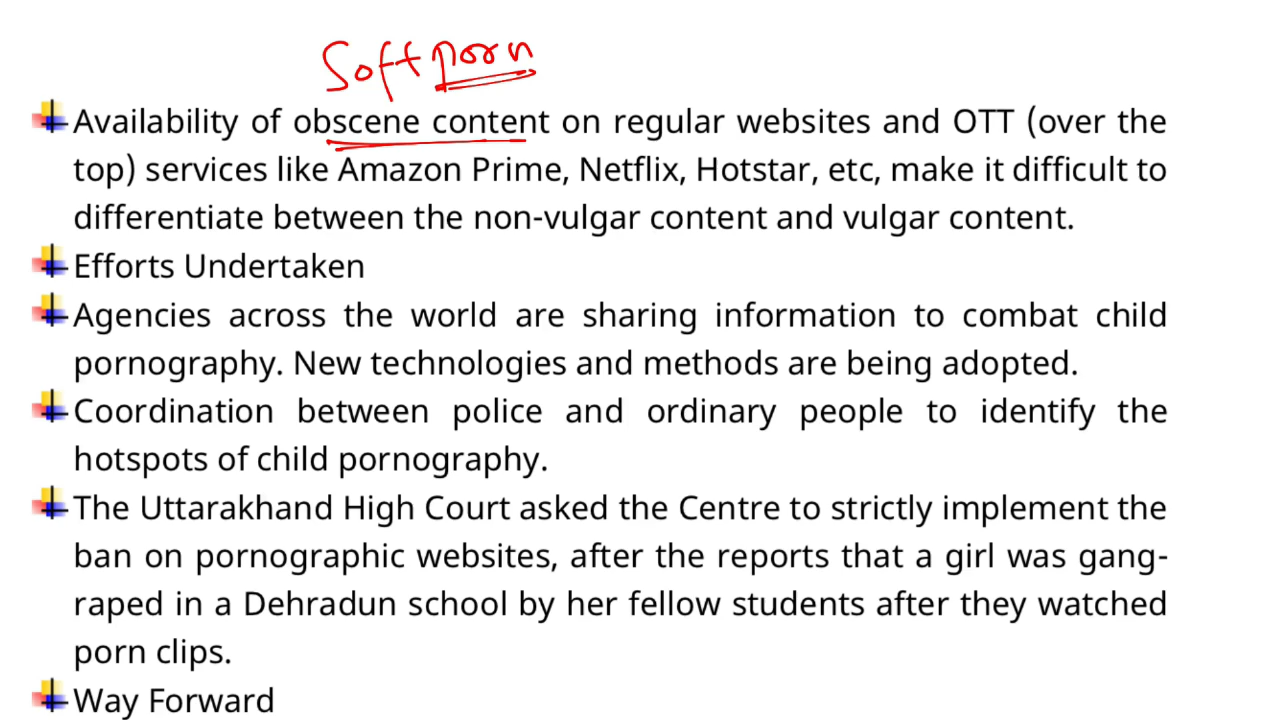 Soft porn
Availability of obscene content on regular websites and OTT (over the
top) services like Amazon Prime, Netflix, Hotstar, etc, make it difficult to
differentiate between the non-vulgar content and vulgar content.
Efforts Undertaken
Agencies across the world are sharing information to combat child
pornography. New technologies and methods are being adopted.
Coordination between police and ordinary people to identify the
hotspots of child pornography.
The Uttarakhand High Court asked the Centre to strictly implement the
ban on pornographic websites, after the reports that a girl was gang-
raped in a Dehradun school by her fellow students after they watched
porn clips.
Way Forward